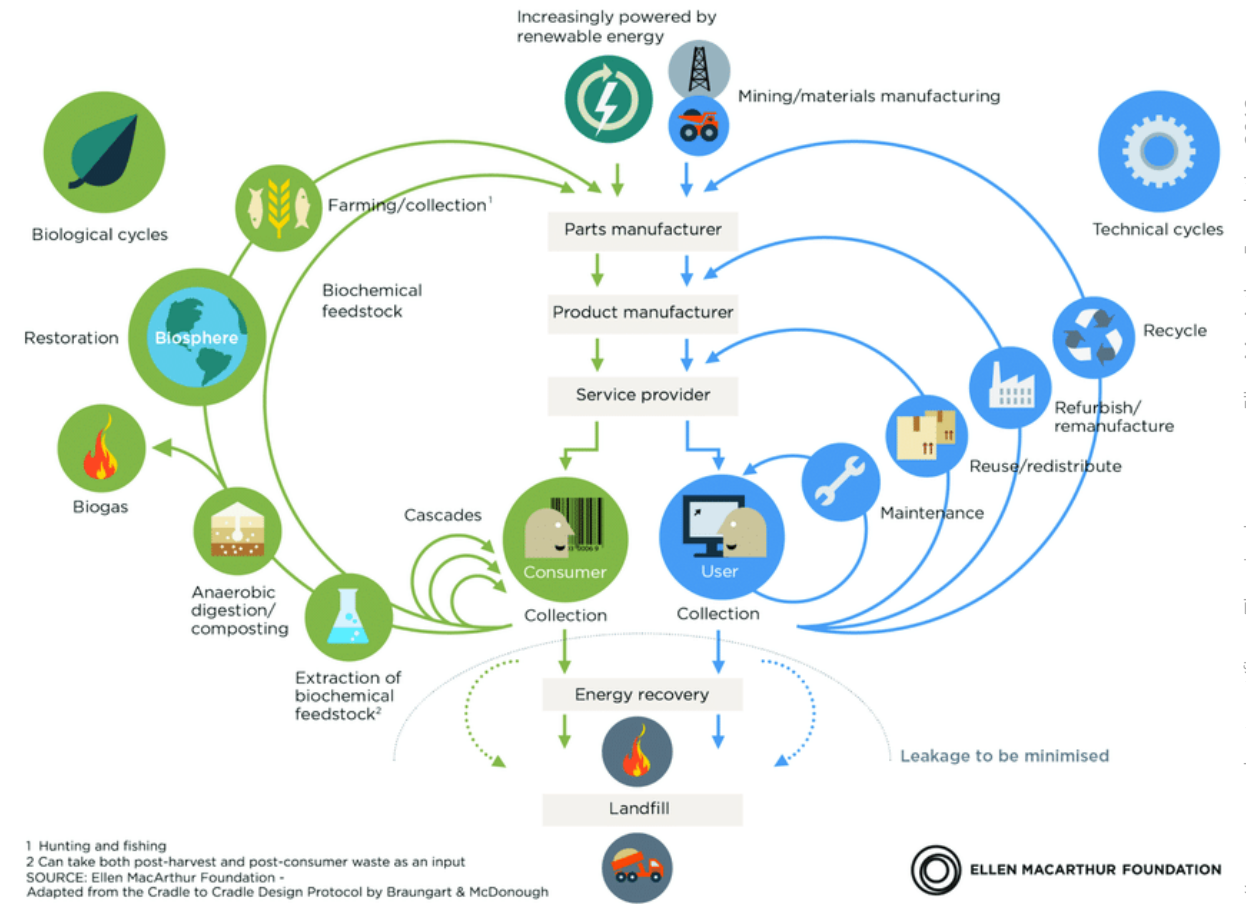 Increasingly powered by
renewable energy
Mining/materials manufacturing
Biological cycles
Farming/collection¹
Technical cycles
Parts manufacturer
Biochemical
feedstock
Product manufacturer
Restoration
Biosphere
Recycle
Service provider
Refurbish/
remanufacture
Reuse/redistribute
Biogas
Cascades
Maintenance
Consumer
User
Anaerobic
digestion/
composting
Collection
Collection
Extraction of
biochemical
feedstock²
Energy recovery
Leakage to be minimised
Landfill
1 Hunting and fishing
2 Can take both post-harvest and post-consumer waste as an input
SOURCE: Ellen MacArthur Foundation -
Adapted from the Cradle to Cradle Design Protocol by Braungart & McDonough
ELLEN MACARTHUR FOUNDATION